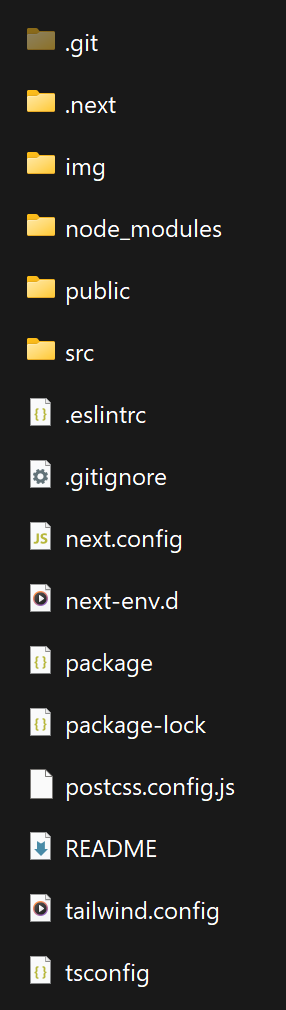 .git
.next
img
node_modules
public
src
{ } .eslintrc
.gitignore
JS next.config
next-env.d
{ } package
{ } package-lock
postcss.config.js
README
tailwind.config
{ } tsconfig